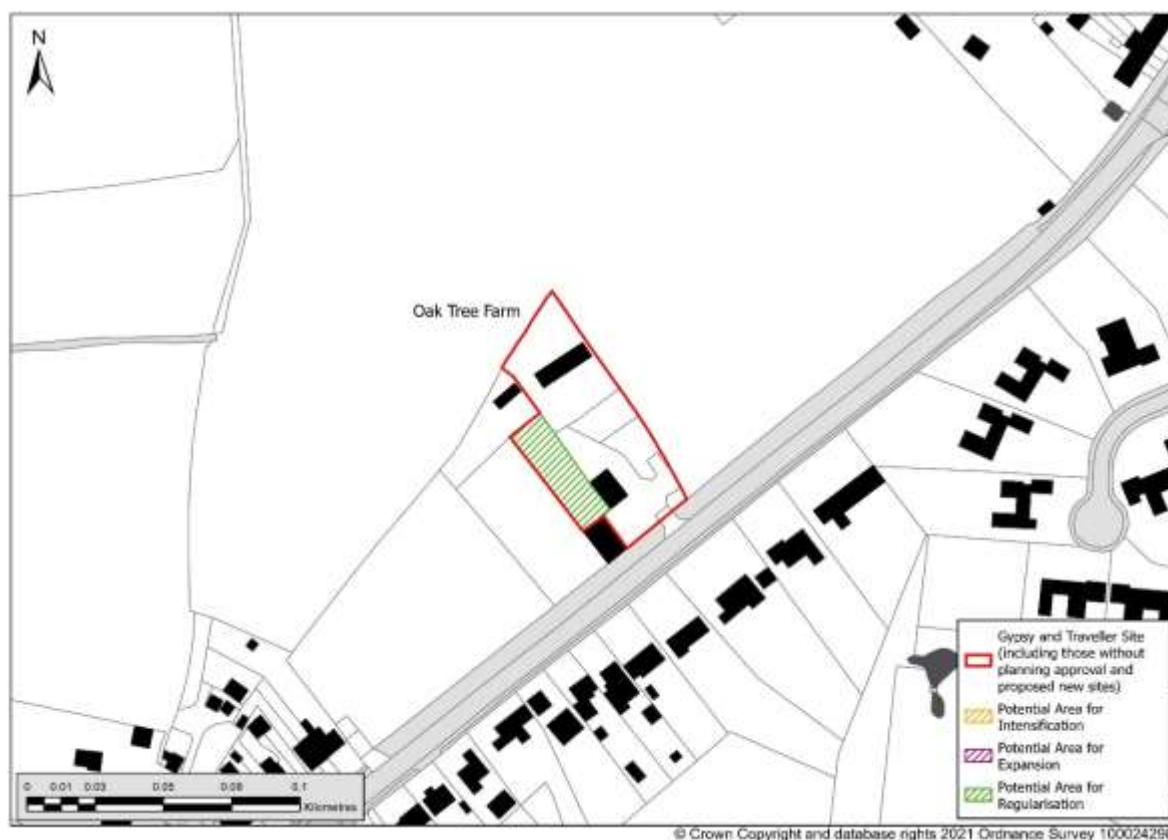 N
Oak Tree Farm
Gypsy and Traveller Site
(including those without
planning approval and
proposed new sites)
Potential Area for
Intensification
Potential Area for
Expansion
Potential Area for
Regularisation
0 0.01 0.03 0.05 0.08 0.1
Kilometres
© Crown Copyright and database rights 2021 Ordnance Survey